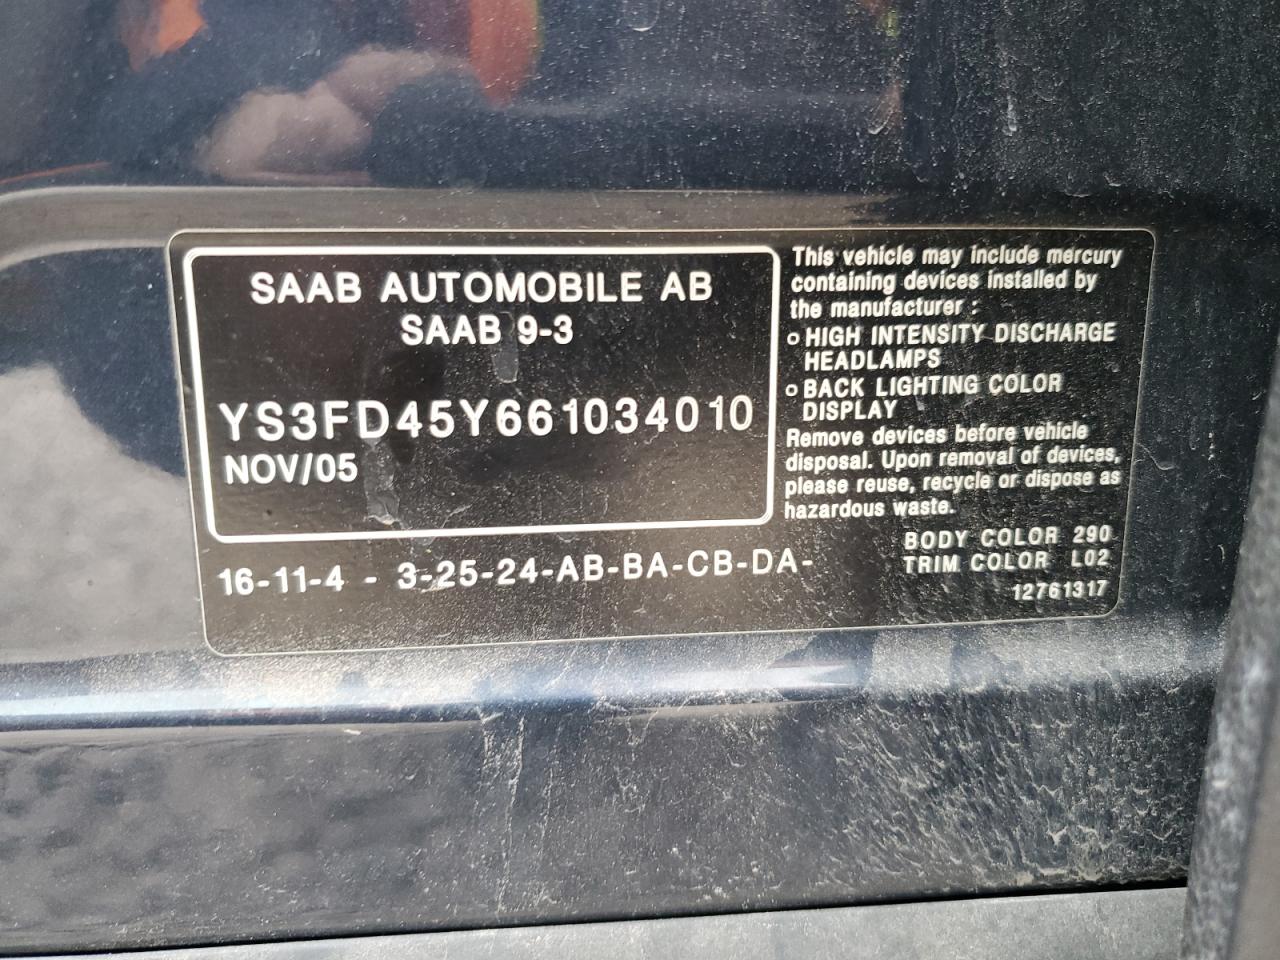 SAAB AUTOMOBILE AB
SAAB 9-3
YS3FD45Y661034010
NOV/05
16-11-4 - 3-25-24-AB-BA-CB-DA-
This vehicle may include mercury
containing devices installed by
the manufacturer :
o HIGH INTENSITY DISCHARGE
HEADLAMPS
o BACK LIGHTING COLOR
DISPLAY
Remove devices before vehicle
disposal. Upon removal of devices,
please reuse, recycle or dispose as
hazardous waste.
BODY COLOR 290
TRIM COLOR L02
12761317